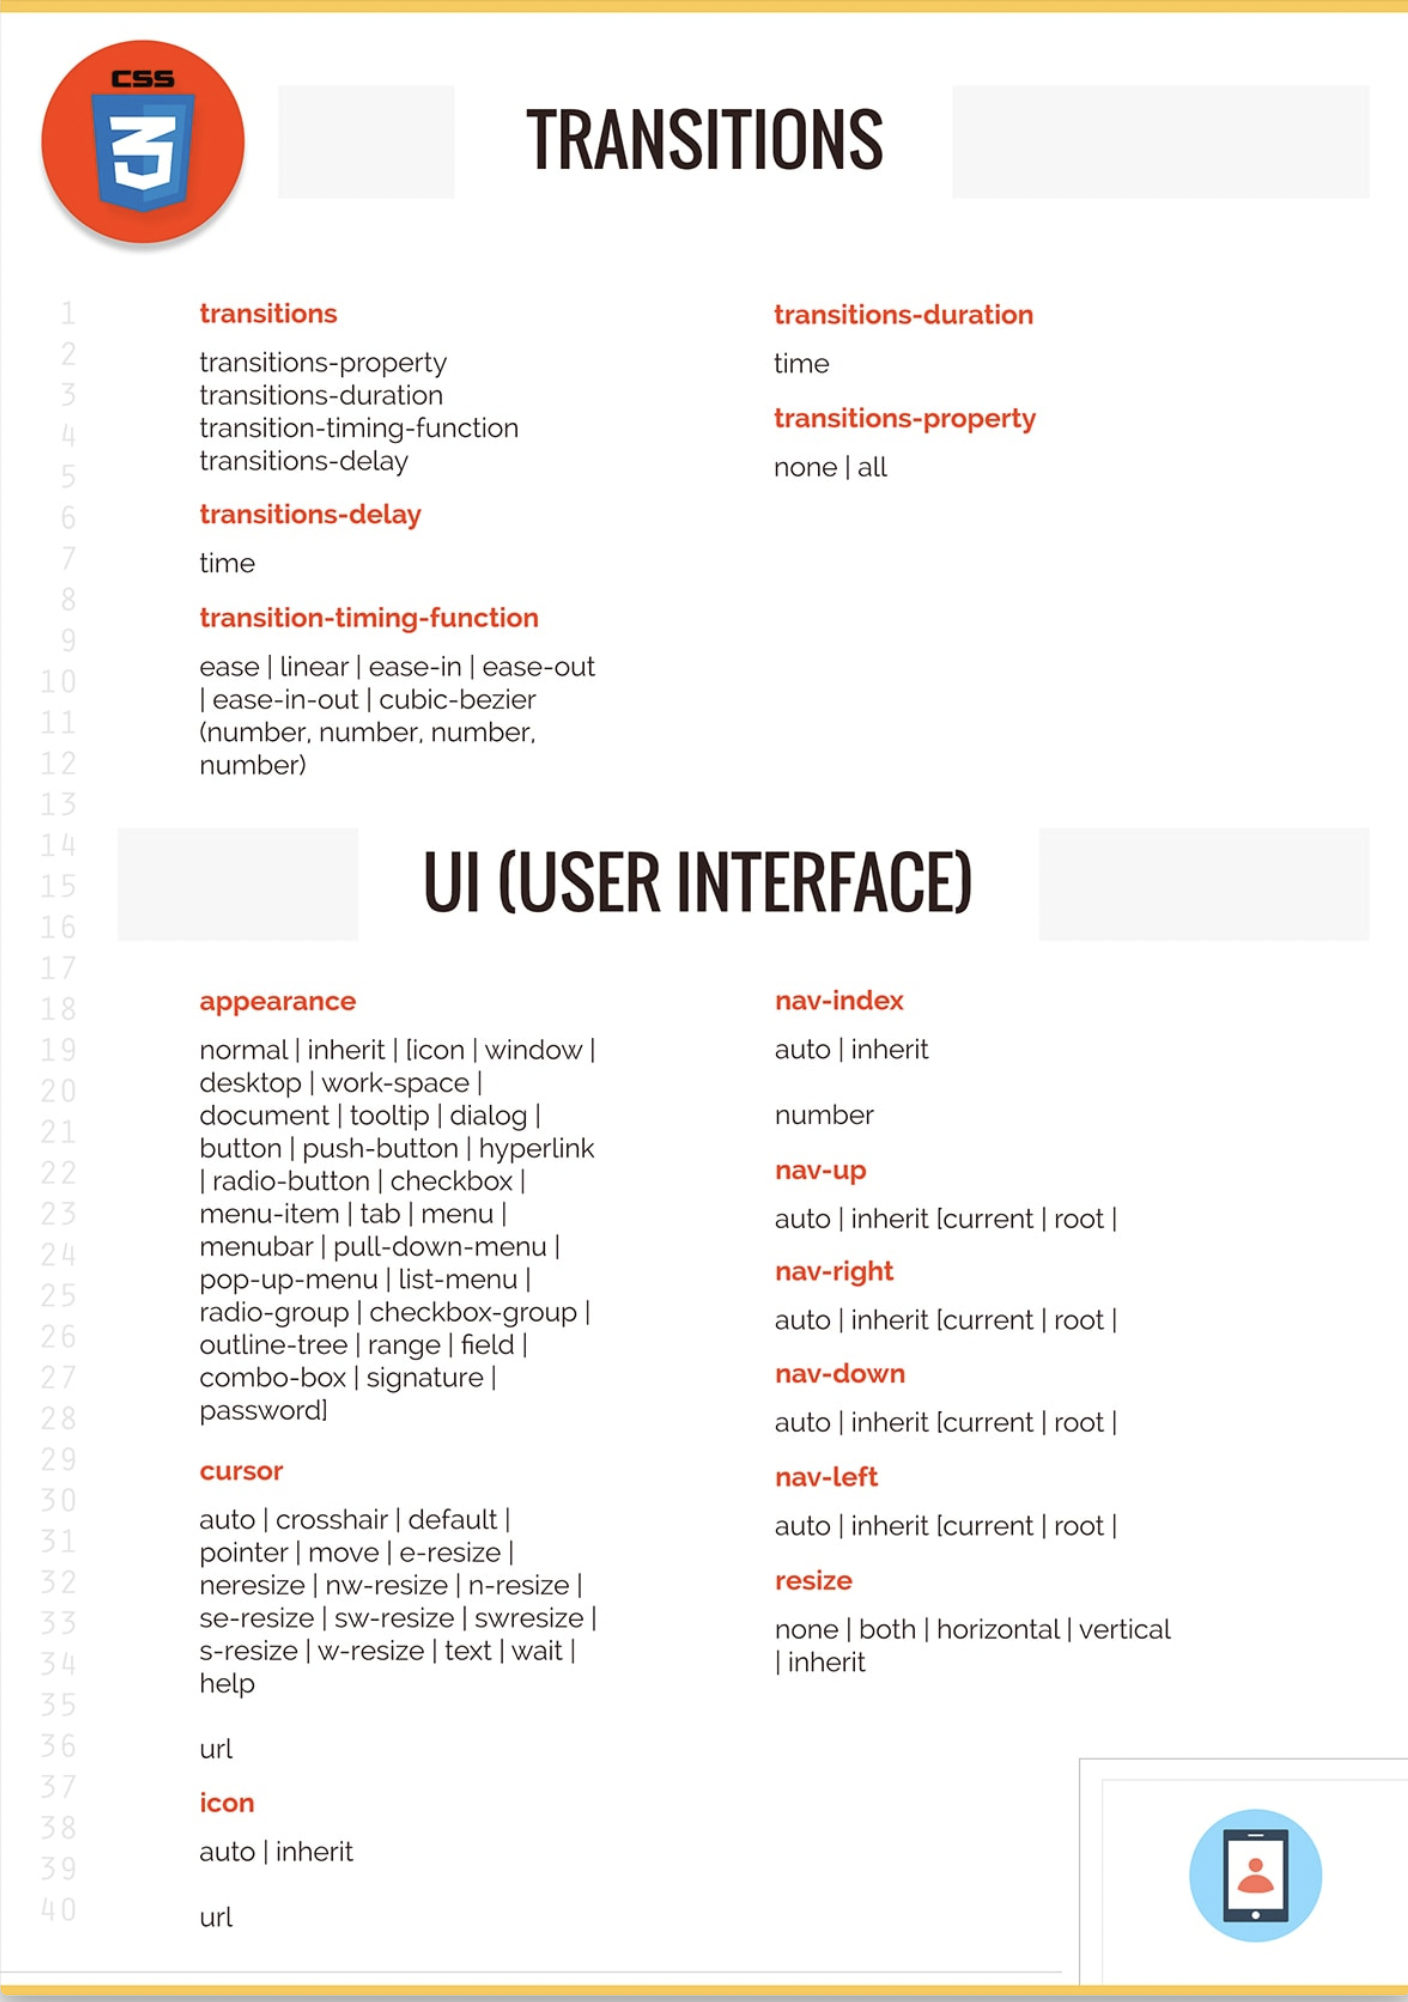 CSS
3
TRANSITIONS
1
2
3
4
5
6
7
8
9
10
11
12
13
14
15
16
17
18
19
20
21
22
23
24
25
26
27
28
29
30
31
32
33
34
35
36
37
38
39
40
transitions
transitions-property
transitions-duration
transition-timing-function
transitions-delay
transitions-delay
time
transition-timing-function
ease | linear | ease-in | ease-out
| ease-in-out | cubic-bezier
(number, number, number,
number)
transitions-duration
time
transitions-property
none | all
UI (USER INTERFACE)
appearance
normal | inherit | [icon | window |
desktop | work-space |
document | tooltip | dialog |
button | push-button | hyperlink
| radio-button | checkbox |
menu-item | tab | menu |
menubar | pull-down-menu |
pop-up-menu | list-menu |
radio-group | checkbox-group |
outline-tree | range | field |
combo-box | signature |
password]
cursor
auto | crosshair | default |
pointer | move | e-resize |
neresize | nw-resize | n-resize |
se-resize | sw-resize | swresize |
s-resize | w-resize | text | wait |
help
url
icon
auto | inherit
url
nav-index
auto | inherit
number
nav-up
auto | inherit [current | root |
nav-right
auto | inherit [current | root |
nav-down
auto | inherit [current | root |
nav-left
auto | inherit [current | root |
resize
none | both | horizontal | vertical
| inherit